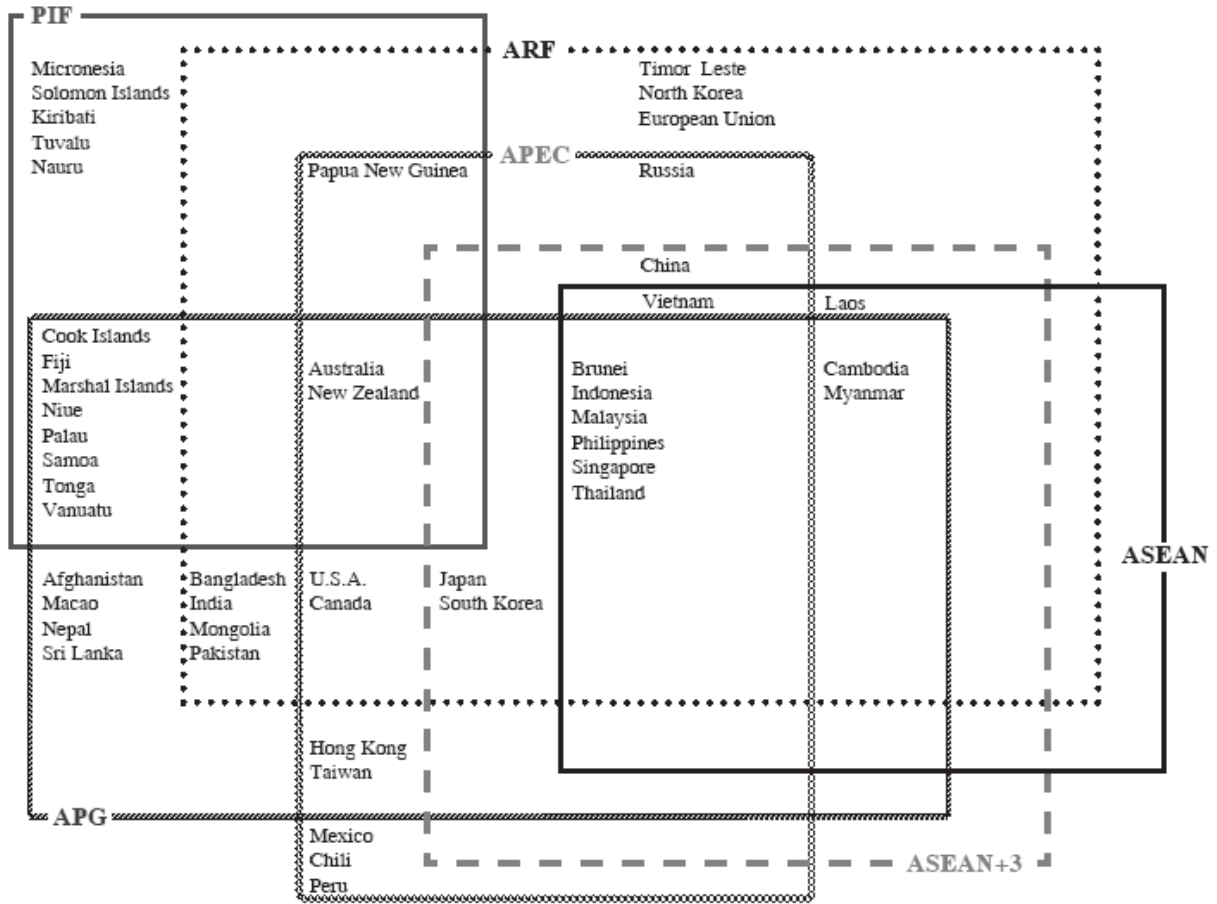 PIF
ARF
Micronesia
Solomon Islands
Kiribati
Tuvalu
Nauru
Timor Leste
North Korea
European Union
APEC
Papua New Guinea
Russia
China
Vietnam
Laos
Cook Islands
Fiji
Marshal Islands
Niue
Palau
Samoa
Tonga
Vanuatu
Australia
New Zealand
Brunei
Indonesia
Malaysia
Philippines
Singapore
Thailand
Cambodia
Myanmar
ASEAN
Afghanistan
Macao
Nepal
Sri Lanka
Bangladesh
India
Mongolia
Pakistan
U.S.A.
Canada
Japan
South Korea
Hong Kong
Taiwan
APG
Mexico
Chili
Peru
ASEAN+3